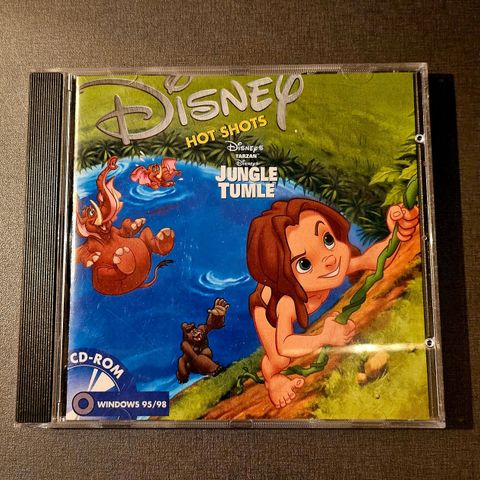 DISNEY
HOT SHOTS
DISNEY'S
TARZAN
DISNEY'S
JUNGLE
TUMLE
CD-ROM
WINDOWS 95/98